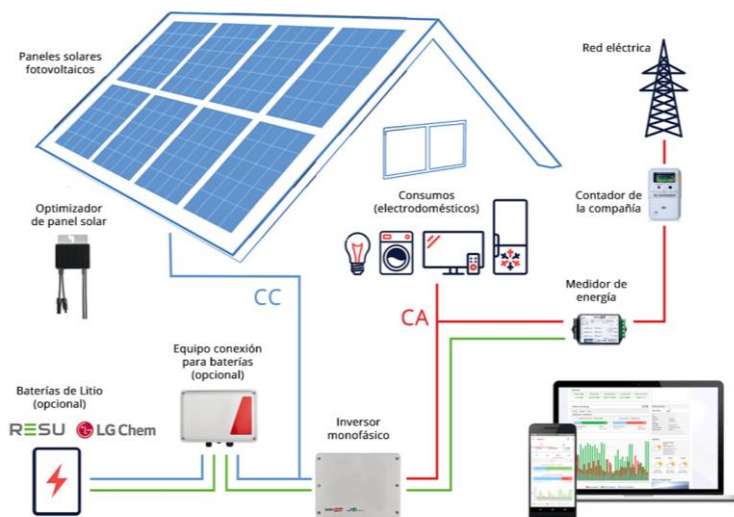 Paneles solares
fotovoltaicos
Red eléctrica
Optimizador
de panel solar
Consumos
(electrodomésticos)
Contador de
la compañía
CC
CA
Medidor de
energía
Equipo conexión
para baterías
(opcional)
Baterías de Litio
(opcional)
RESU LG Chem
Inversor
monofásico